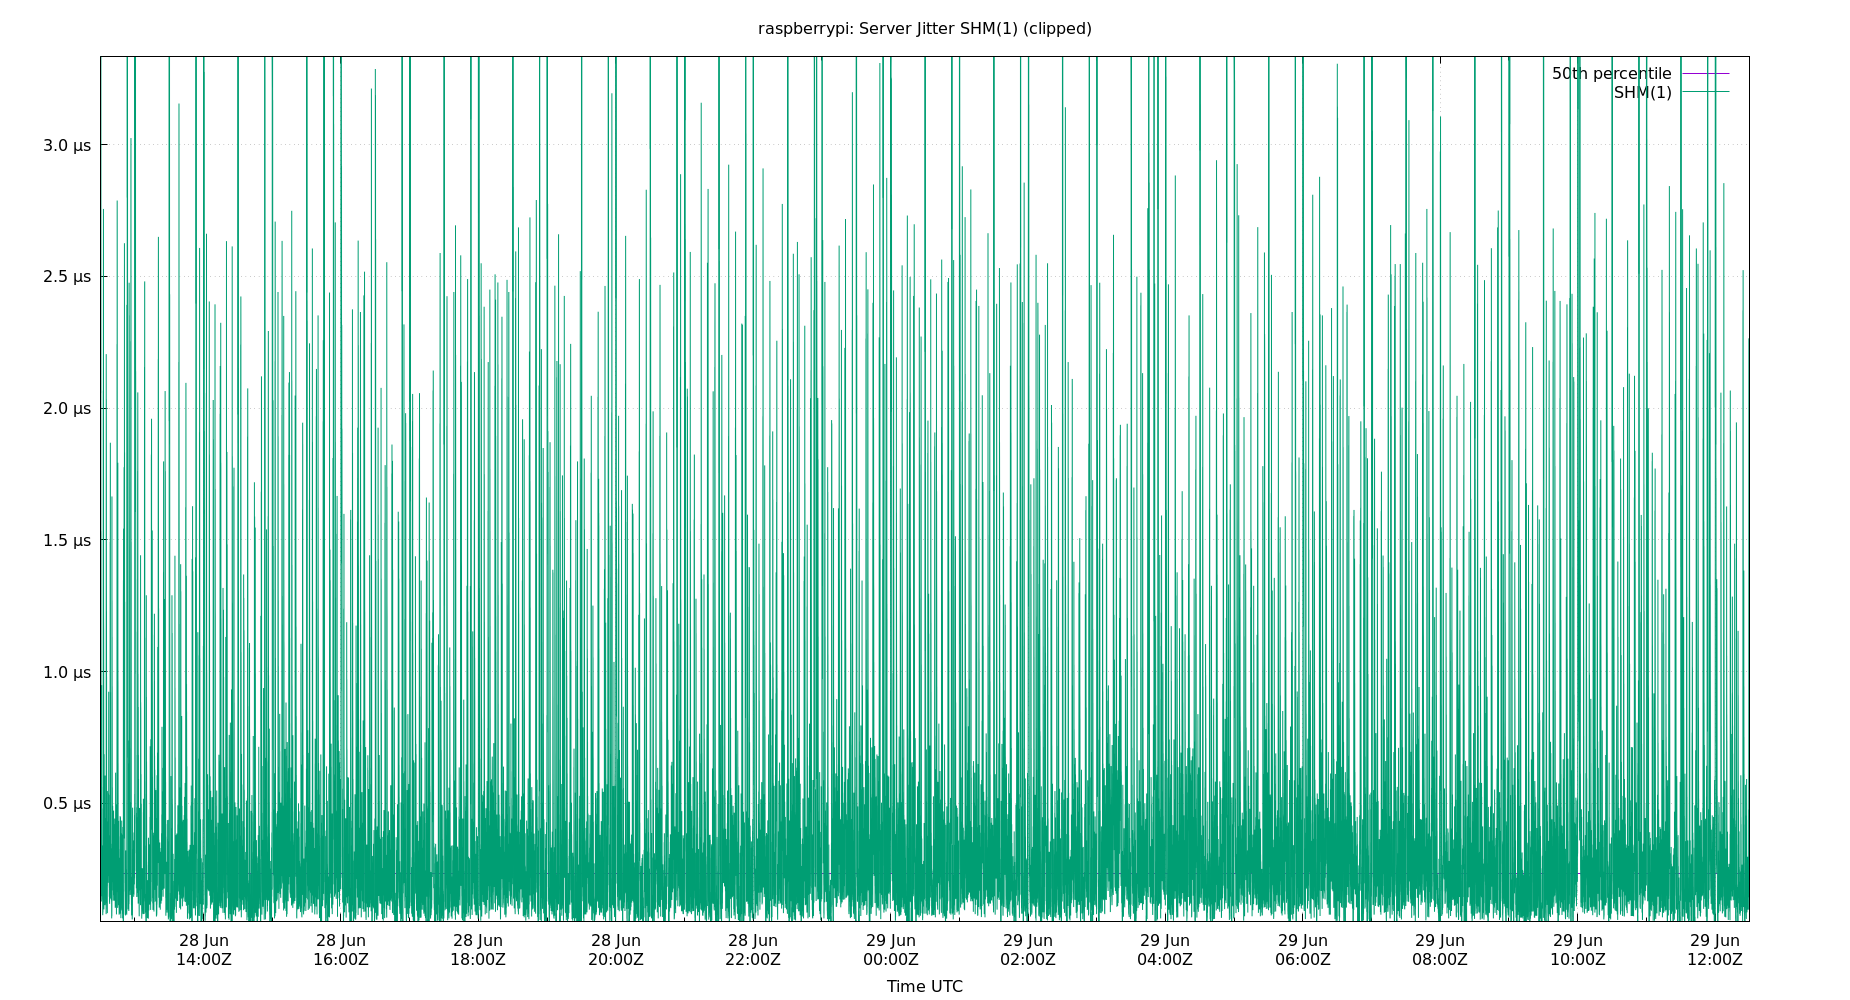 raspberrypi: Server Jitter SHM(1) (clipped)
50th percentile
SHM(1)
3.0 µs
2.5 µs
2.0 µs
1.5 µs
1.0 µs
0.5 µs
28 Jun 28 Jun 28 Jun 28 Jun 28 Jun 29 Jun 29 Jun 29 Jun 29 Jun 29 Jun 29 Jun 29 Jun
14:00Z 16:00Z 18:00Z 20:00Z 22:00Z 00:00Z 02:00Z 04:00Z 06:00Z 08:00Z 10:00Z 12:00Z
Time UTC